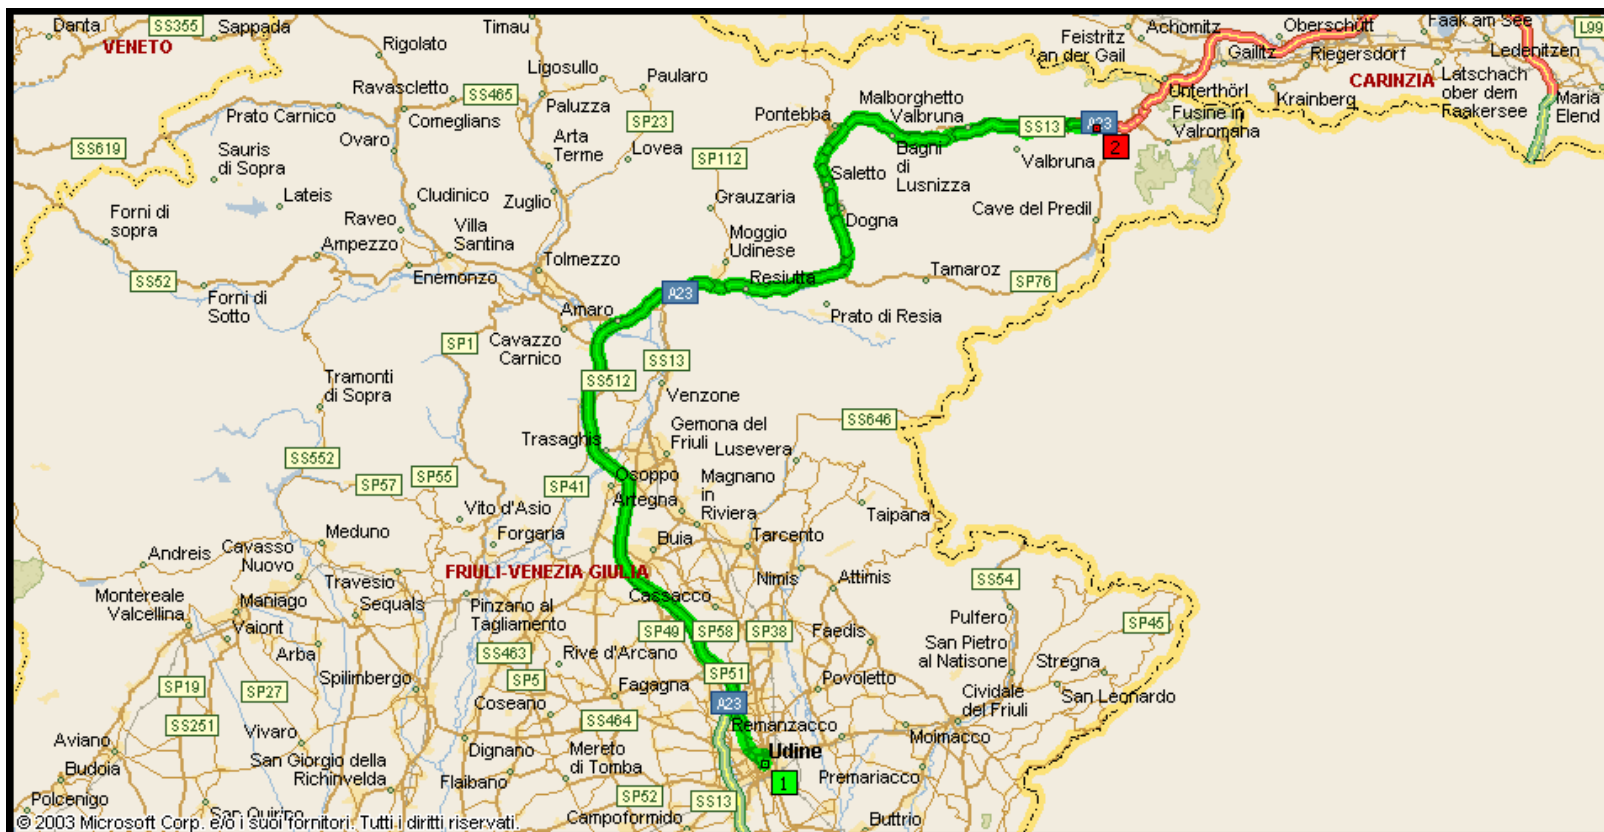 Danta
SS355
Sappada
VENETO
Timau
Rigolato
Ligosullo
Paularo
Ravascletto
SS465
Paluzza
Prato Carnico
Comeglians
SP23
Ovaro
Arta
Terme
Lovea
SS619
Sauris
di Sopra
SP112
Lateis
Cludinico
Zuglio
Grauzaria
Forni di
sopra
Raveo
Villa
Santina
Moggio
Udinese
Ampezzo
Tolmezzo
SS52
Enemonzo
Forni di
Sotto
Feistritz
an der Gail
Achomitz
Oberschütt
Faak am See
L99
Gailitz
Riegersdorf
Ledenitzen
CARINZIA
Latschach
ober dem
Faakersee
Unterthörl
Krainberg
Maria
Elend
Malborghetto
Valbruna
Pontebba
SS13
A23
Fusine in
Valromana
2
Bagni
di
Lusnizza
Valbruna
Saletto
Dogna
Cave del Predil
Resiutta
Tamaroz
SP76
A23
Prato di Resia
Amaro
Cavazzo
Carnico
SP1
SS13
SS512
Tramonti
di Sopra
Venzone
Gemona del
Friuli
Lusevera
SS646
Trasaghis
SS552
SP57
SP55
SP41
Osoppo
Artegna
Magnano
in
Riviera
Taipana
Vito d'Asio
Forgaria
Meduno
Buia
Tarcento
Andreis
Cavasso
Nuovo
Travesio
FRIULI-VENEZIA GIULIA
Nimis
Attimis
SS54
Montereale
Valcellina
Maniago
Sequals
Pinzano al
Tagliamento
Cassacco
Pulfero
Vaiont
SP49
SP58
SP38
Faedis
SP45
Arba
SS463
Rive d'Arcano
San Pietro
al Natisone
Stregna
SP19
SP27
Spilimbergo
SP5
Fagagna
SP51
Povoletto
San Leonardo
Coseano
A23
Cividale
del Friuli
SS251
Vivaro
SS464
Remanzacco
Moimacco
Aviano
Dignano
Mereto
di Tomba
Udine
Budoia
San Giorgio della
Richinvelda
Flaibano
Premariacco
1
Polcenigo
San Quirino
SP52
SS13
Campoformido
Buttrio
© 2003 Microsoft Corp. e/o i suoi fornitori. Tutti i diritti riservati.